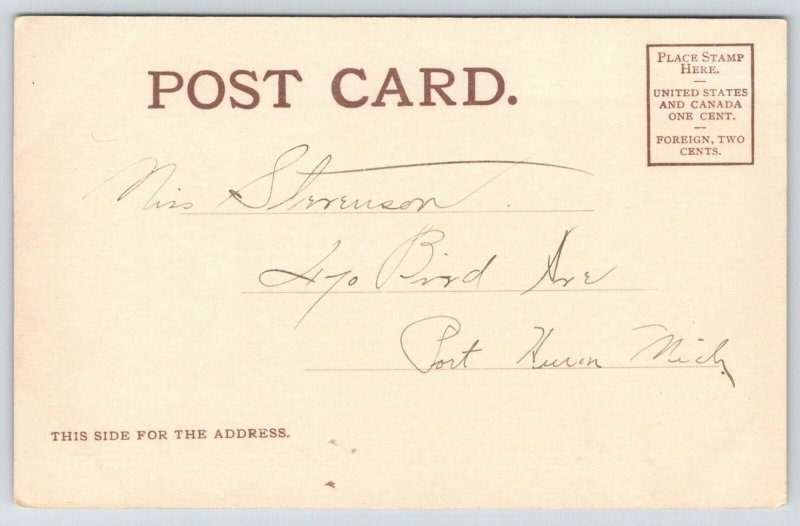 POST CARD.
PLACE STAMP
HERE.
—
UNITED STATES
AND CANADA
ONE CENT.
—
FOREIGN, TWO
CENTS.
Miss Stevenson.
470 Bird Ave
Port Huron Mich,
THIS SIDE FOR THE ADDRESS.